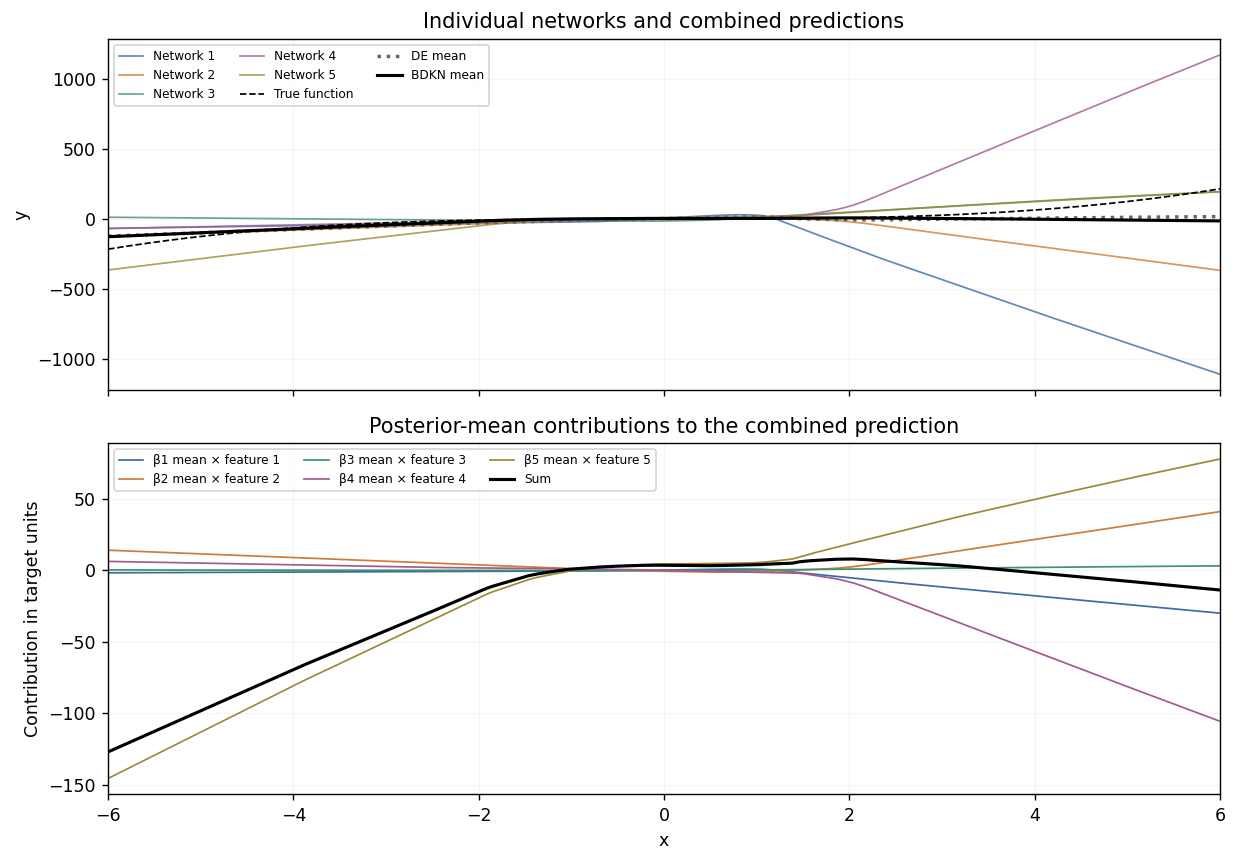 Individual networks and combined predictions
Network 1 Network 4 DE mean
Network 2 Network 5 BDKN mean
Network 3 True function
1000
500
0
−500
−1000
y
Posterior-mean contributions to the combined prediction
β1 mean × feature 1 β3 mean × feature 3 β5 mean × feature 5
β2 mean × feature 2 β4 mean × feature 4 Sum
50
0
−50
−100
−150
Contribution in target units
−6 −4 −2 0 2 4 6
x